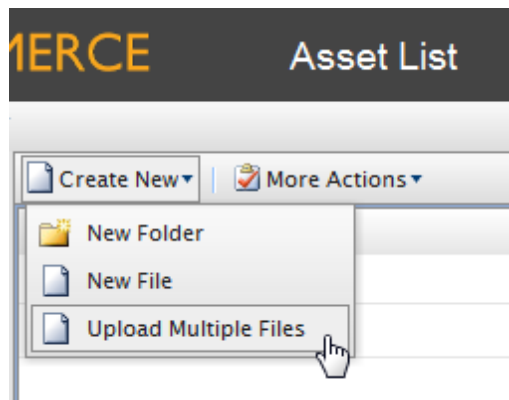 MERCE Asset List
Create New More Actions
New Folder
New File
Upload Multiple Files